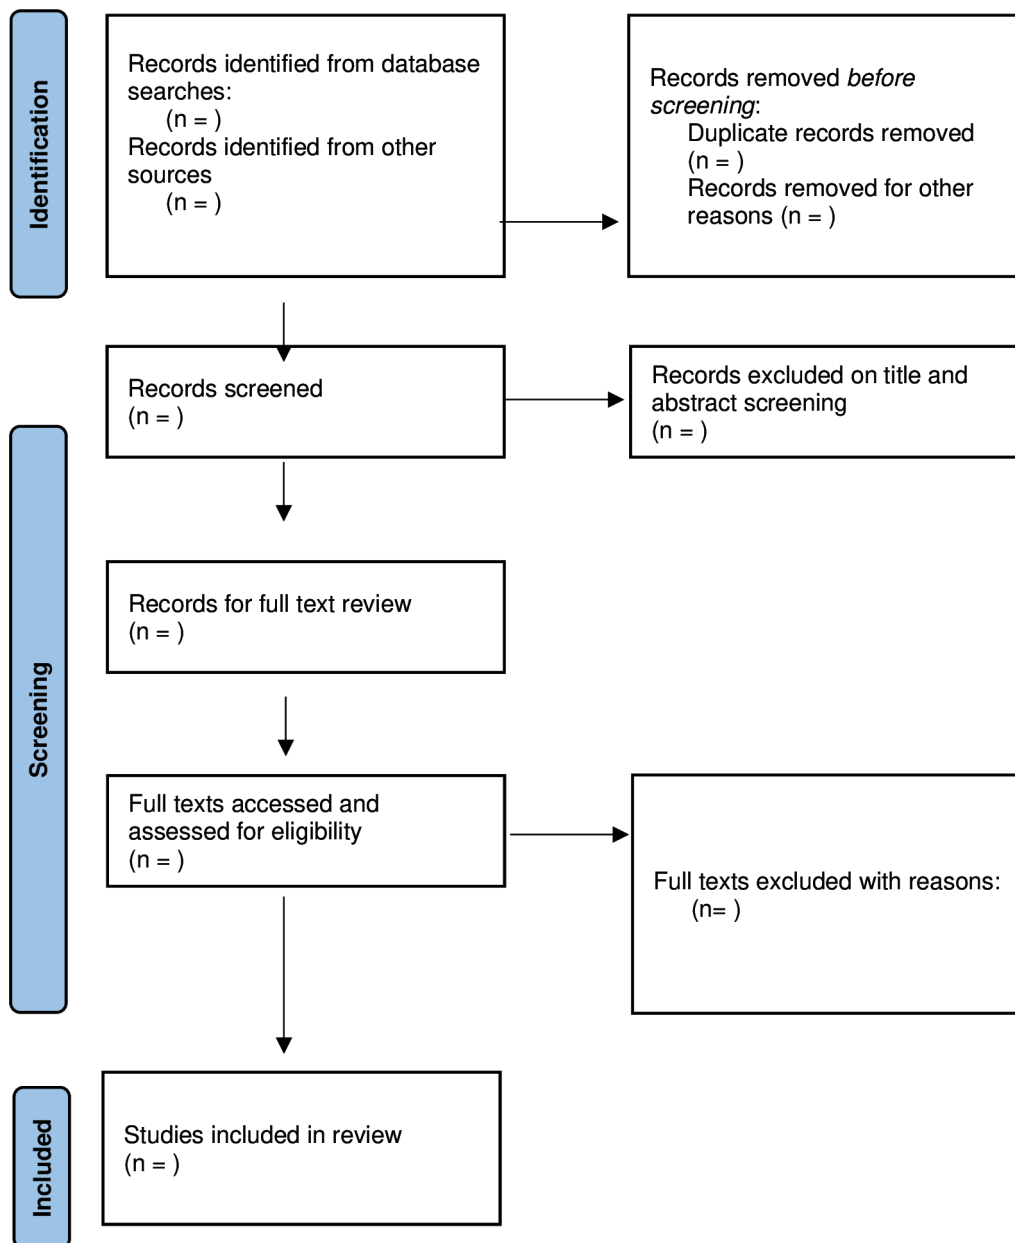 Identification
Records identified from database
searches:
(n = )
Records identified from other
sources
(n = )
Records removed before
screening:
Duplicate records removed
(n = )
Records removed for other
reasons (n = )
Screening
Records screened
(n = )
Records excluded on title and
abstract screening
(n = )
Records for full text review
(n = )
Full texts accessed and
assessed for eligibility
(n = )
Full texts excluded with reasons:
(n= )
Included
Studies included in review
(n = )